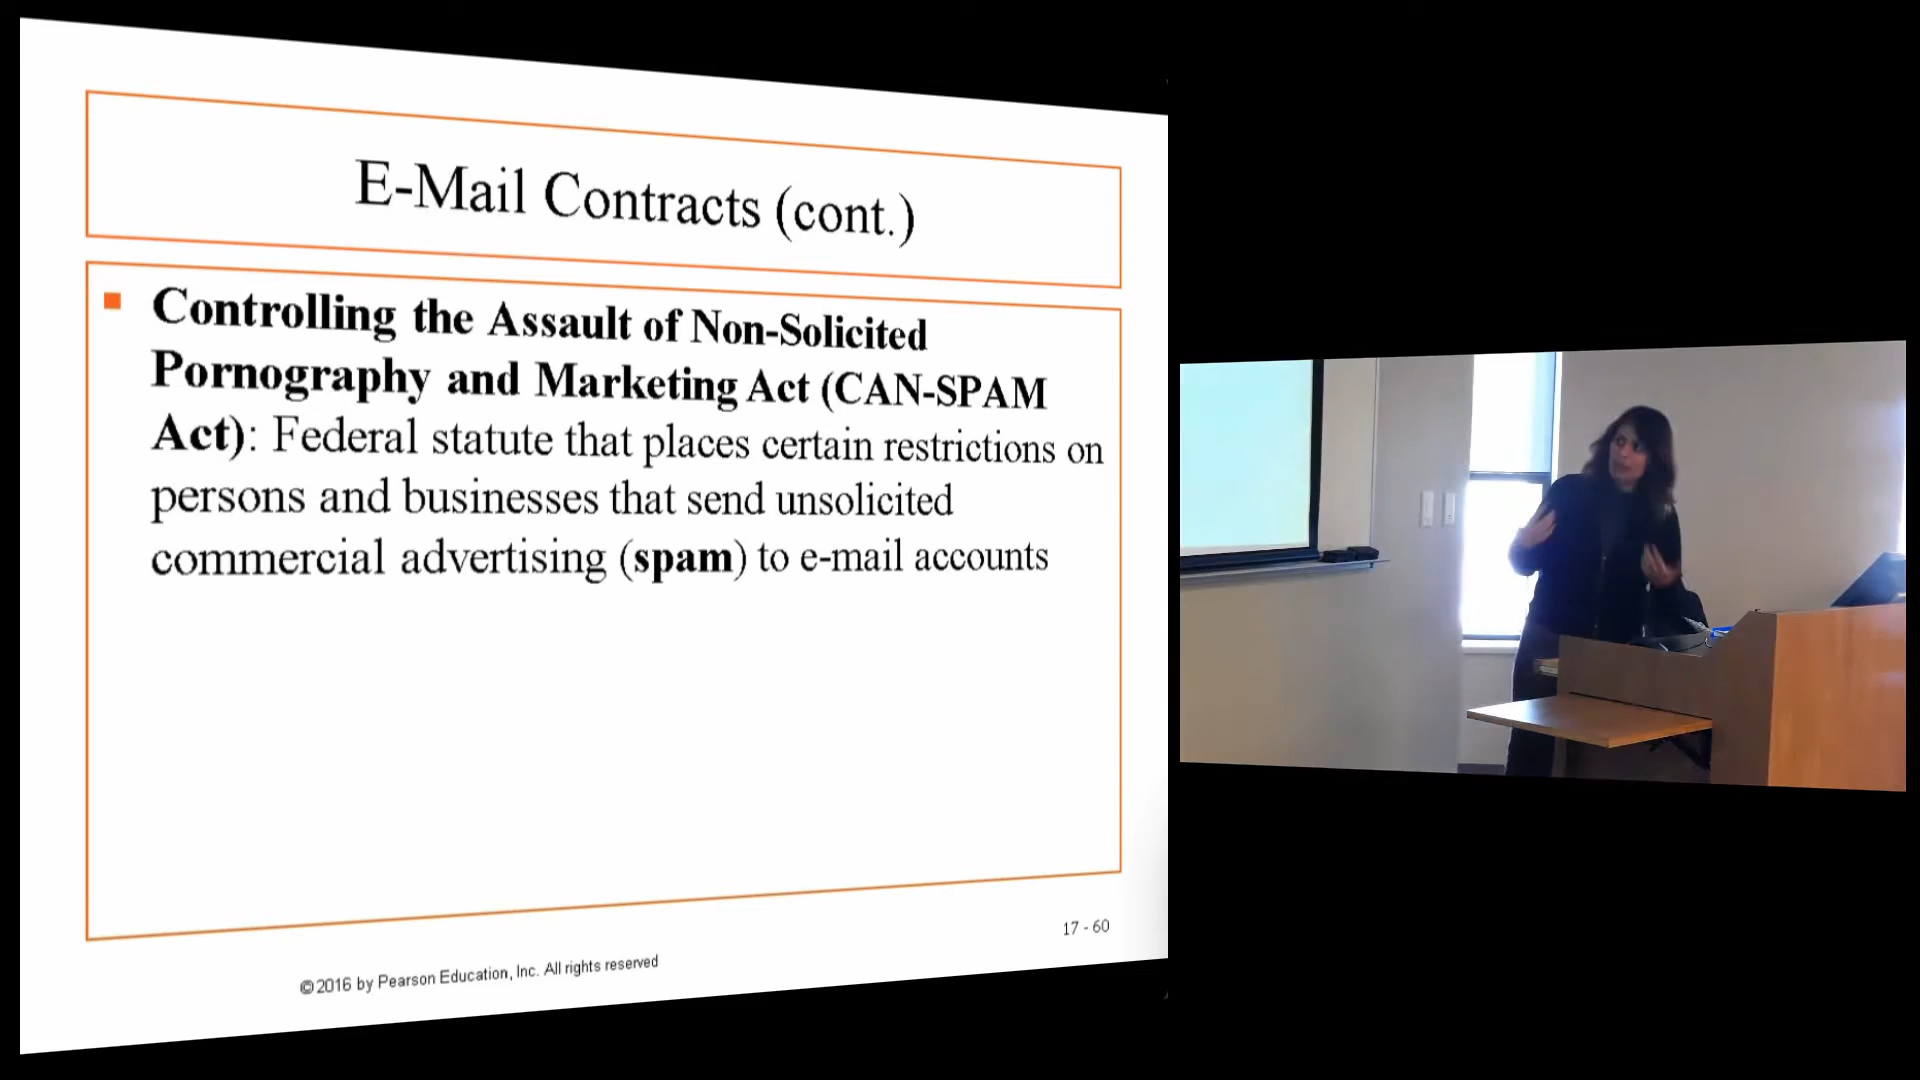 E-Mail Contracts (cont.)
Controlling the Assault of Non-Solicited
Pornography and Marketing Act (CAN-SPAM
Act): Federal statute that places certain restrictions on
persons and businesses that send unsolicited
commercial advertising (spam) to e-mail accounts
17 - 60
©2016 by Pearson Education, Inc. All rights reserved